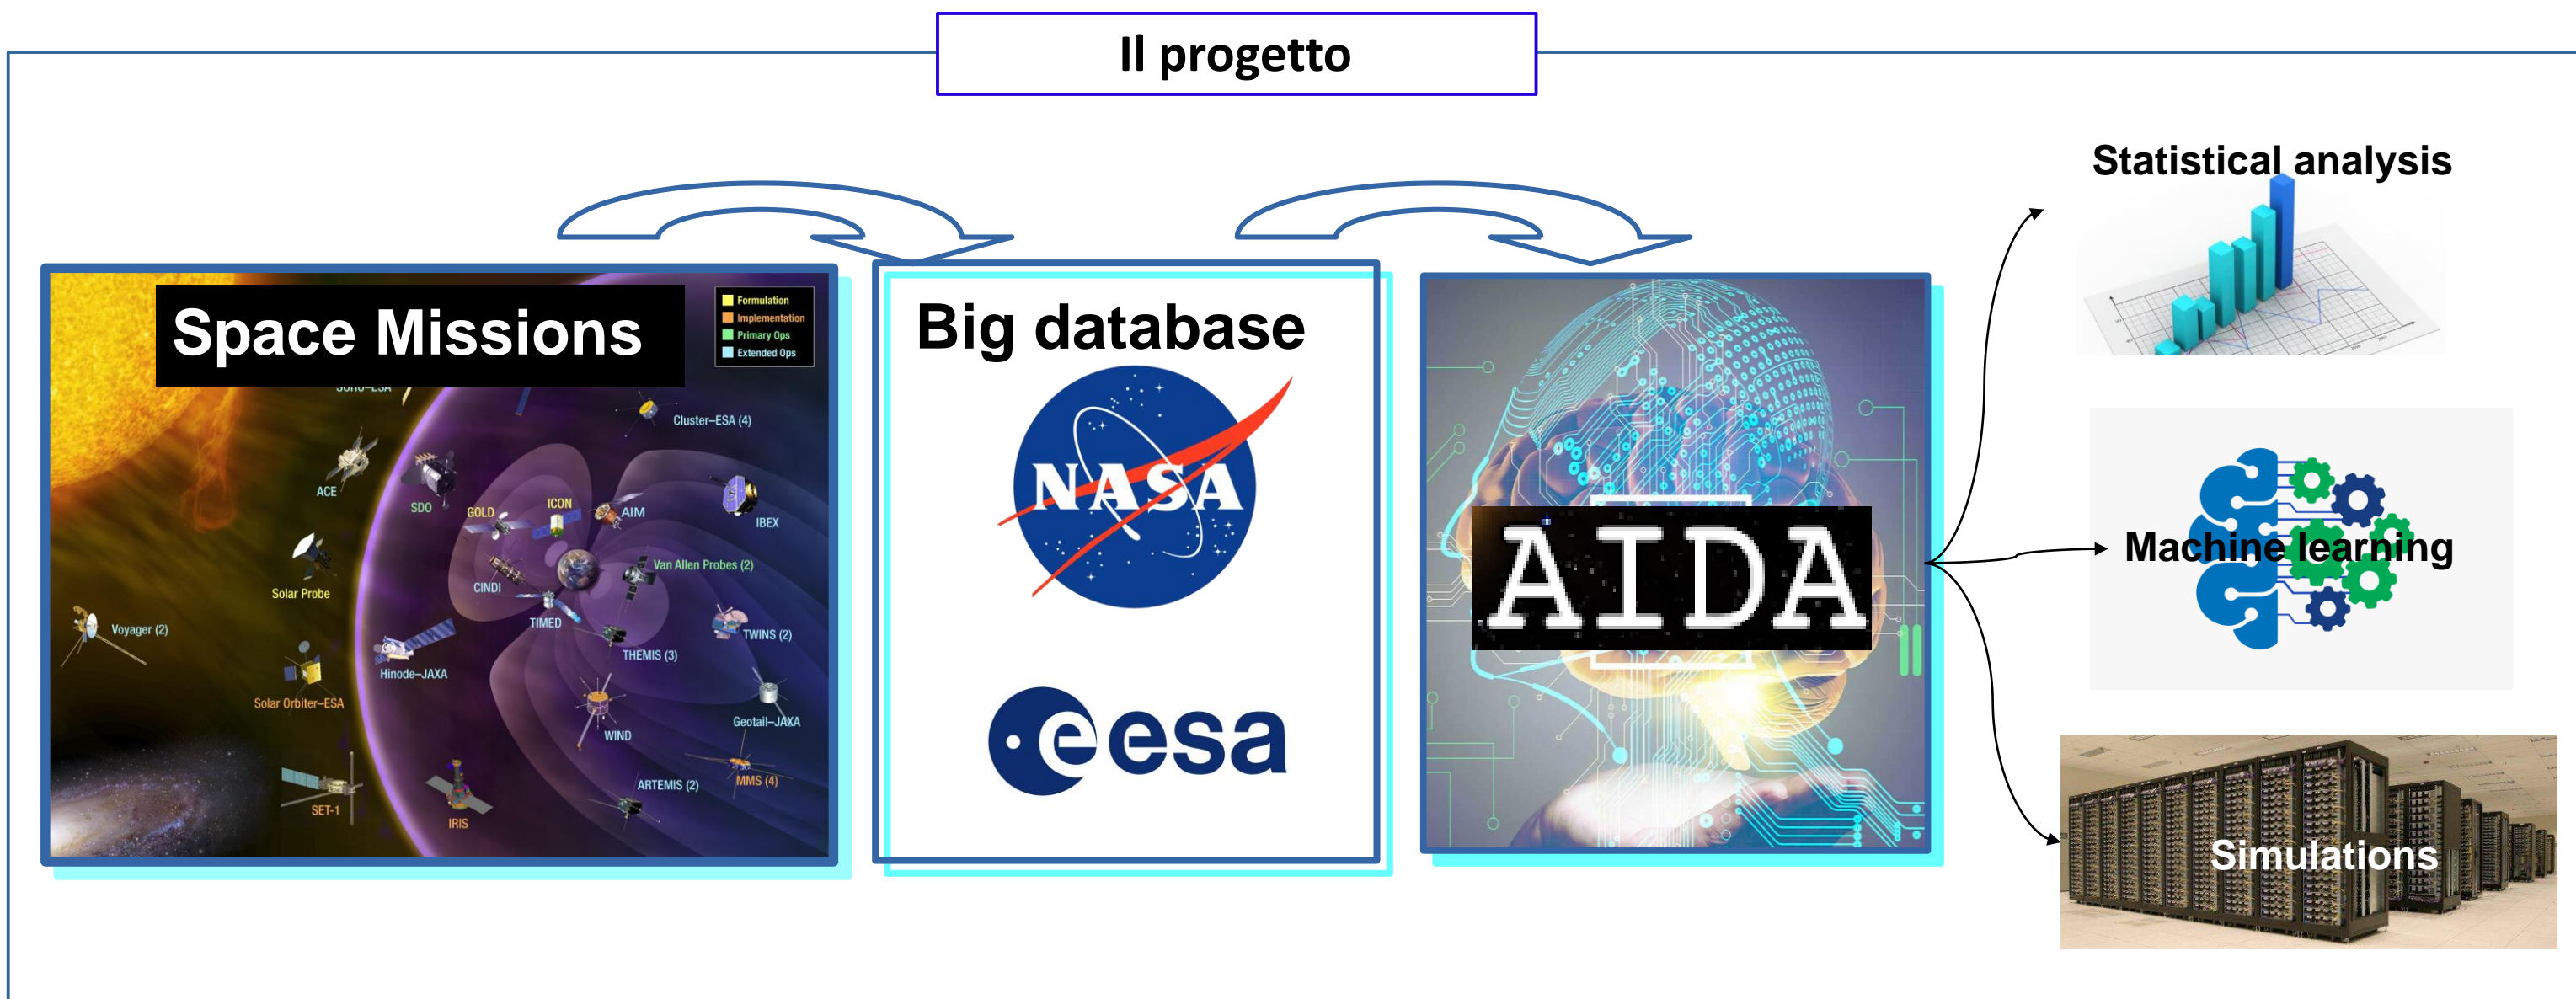 Il progetto
Statistical analysis
Space Missions
Formulation
Implementation
Primary Ops
Extended Ops
Big database
NASA
esa
AIDA
Machine learning
Simulations
SOHO–ESA
Cluster–ESA (4)
ACE
SDO
GOLD
ICON
AIM
IBEX
Van Allen Probes (2)
CINDI
Solar Probe
TIMED
Voyager (2)
TWINS (2)
THEMIS (3)
Hinode–JAXA
Solar Orbiter–ESA
Geotail–JAXA
WIND
ARTEMIS (2)
MMS (4)
SET-1
IRIS